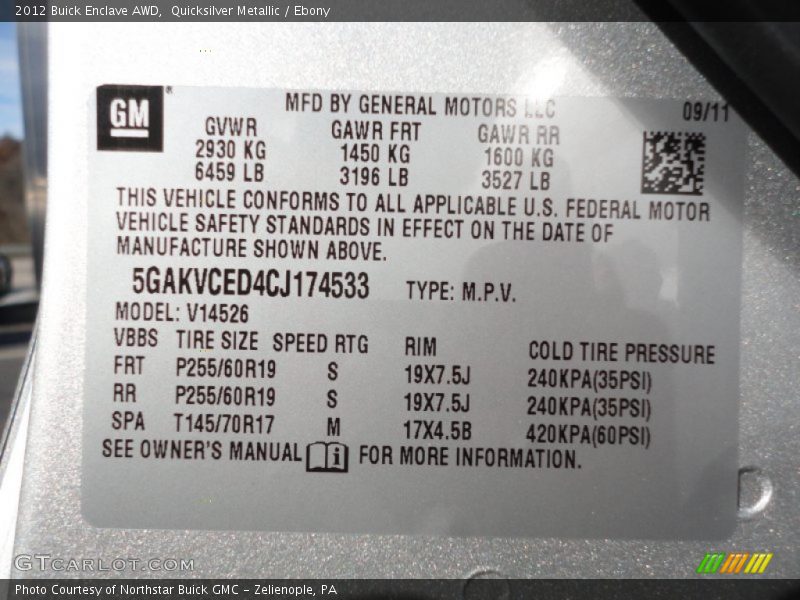 2012 Buick Enclave AWD,  Quicksilver Metallic / Ebony
GM ®
MFD BY GENERAL MOTORS LLC 09/11
GVWR GAWR FRT GAWR RR
2930 KG 1450 KG 1600 KG
6459 LB 3196 LB 3527 LB
THIS VEHICLE CONFORMS TO ALL APPLICABLE U.S. FEDERAL MOTOR
VEHICLE SAFETY STANDARDS IN EFFECT ON THE DATE OF
MANUFACTURE SHOWN ABOVE.
5GAKVCED4CJ174533 TYPE: M.P.V.
MODEL: V14526
VBBS TIRE SIZE SPEED RTG RIM COLD TIRE PRESSURE
FRT P255/60R19 S 19X7.5J 240KPA(35PSI)
RR P255/60R19 S 19X7.5J 240KPA(35PSI)
SPA T145/70R17 M 17X4.5B 420KPA(60PSI)
SEE OWNER'S MANUAL i FOR MORE INFORMATION.
GTCARLOT.COM
Photo Courtesy of Northstar Buick GMC - Zelienople, PA